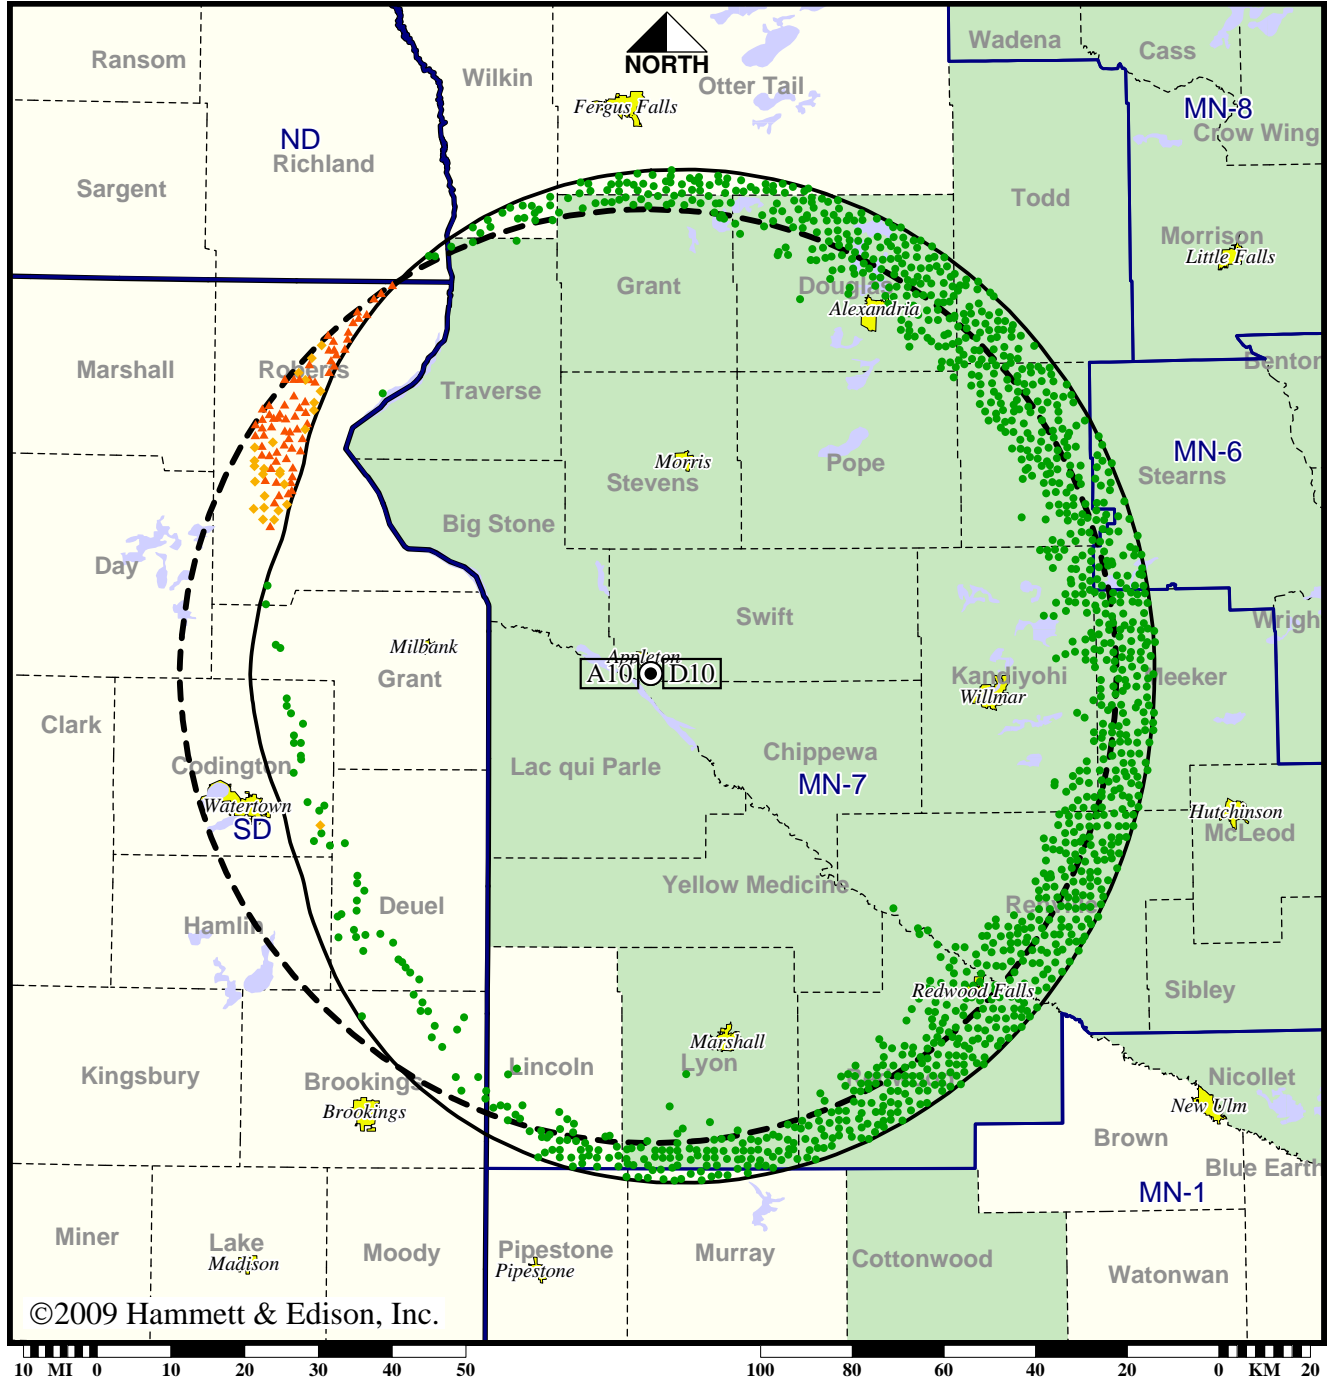 Wadena
Cass
Ransom
Wilkin
NORTH
Otter Tail
Fergus Falls
MN-8
Crow Wing
ND
Richland
Sargent
Todd
Morrison
Little Falls
Grant
Douglas
Alexandria
Marshall
Roberts
Benton
Traverse
MN-6
Stearns
Morris
Stevens
Pope
Big Stone
Day
Swift
Wrigh
Milbank
Grant
Appleton
A10 D10
Kandiyohi
Willmar
Meeker
Clark
Codington
Watertown
SD
Lac qui Parle
Chippewa
MN-7
Hutchinson
McLeod
Yellow Medicine
Deuel
Renville
Hamlin
Redwood Falls
Sibley
Marshall
Lyon
Lincoln
Kingsbury
Brookings
Brookings
Nicollet
New Ulm
Brown
Blue Earth
MN-1
Miner
Lake
Madison
Moody
Pipestone
Pipestone
Murray
Cottonwood
Watonwan
©2009 Hammett & Edison, Inc.
10 MI 0 10 20 30 40 50 100 80 60 40 20 0 KM 20